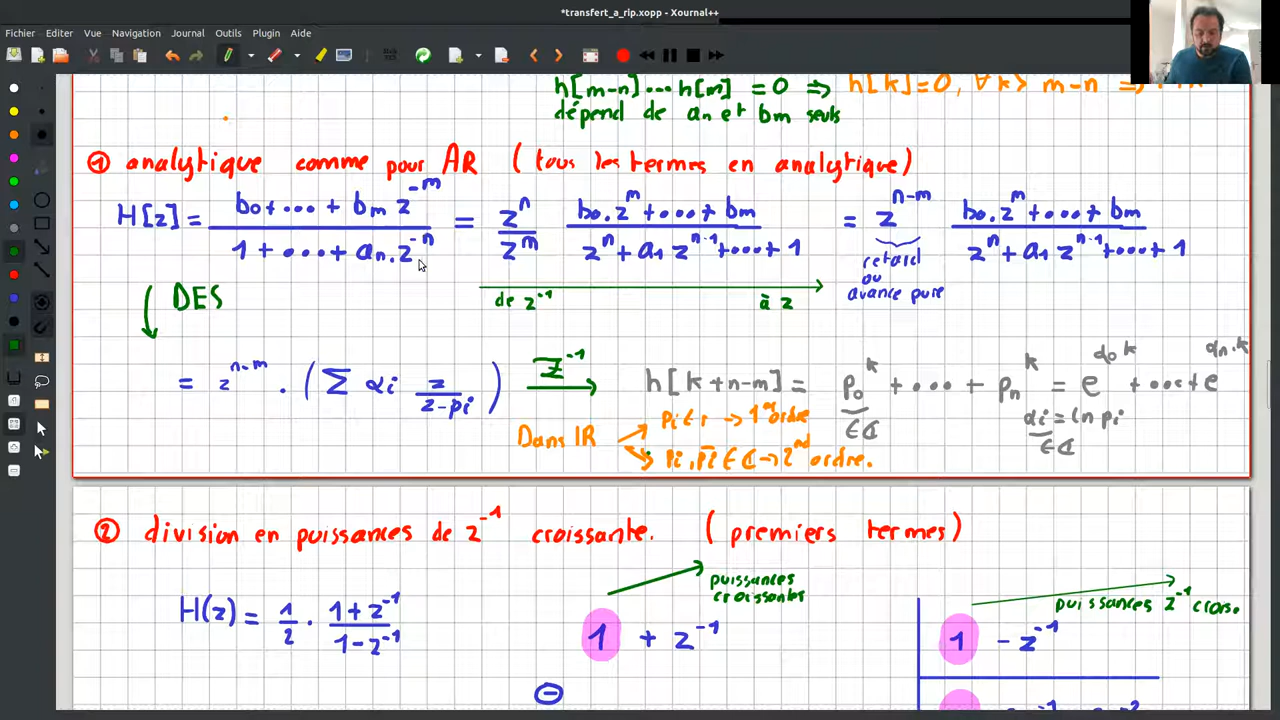 *transfert_a_rip.xopp - Xournal++
Fichier Editer Vue Navigation Journal Outils Plugin Aide
h[m-n]...h[m] = 0 ⇒ h[k]=0, ∀k> m-n ⇒
dépend de an et bm seuls
① analytique comme pour AR (tous les termes en analytique)
H[z] = (b0+...+ bm z^-m)/(1+...+ an.z^-n) = z^n/z^m (b0.z^m+...+ bm)/(z^n + a1 z^n-1+...+ 1) = z^n-m (b0.z^m+...+ bm)/(z^n + a1 z^n-1+...+ 1)
retard
ou
avance pure
de z^-1 à z
DES
= z^n-m . (Σ αi z/(z-pi)) Z^-1 h[k+n-m] = p0^k + ... + pn^k = e^α0 k + ... + e^αn.k
∈ ℂ αi = ln pi
∈ ℂ
Dans IR pi ∈ r → 1er ordre
pi, p̄i ∈ ℂ → 2nd ordre.
② division en puissances de z^-1 croissante. (premiers termes)
puissances
croissantes
puissances z^-1 croiss.
H(z) = 1/2 . (1+z^-1)/(1-z^-1)
1 + z^-1
1 - z^-1
⊖